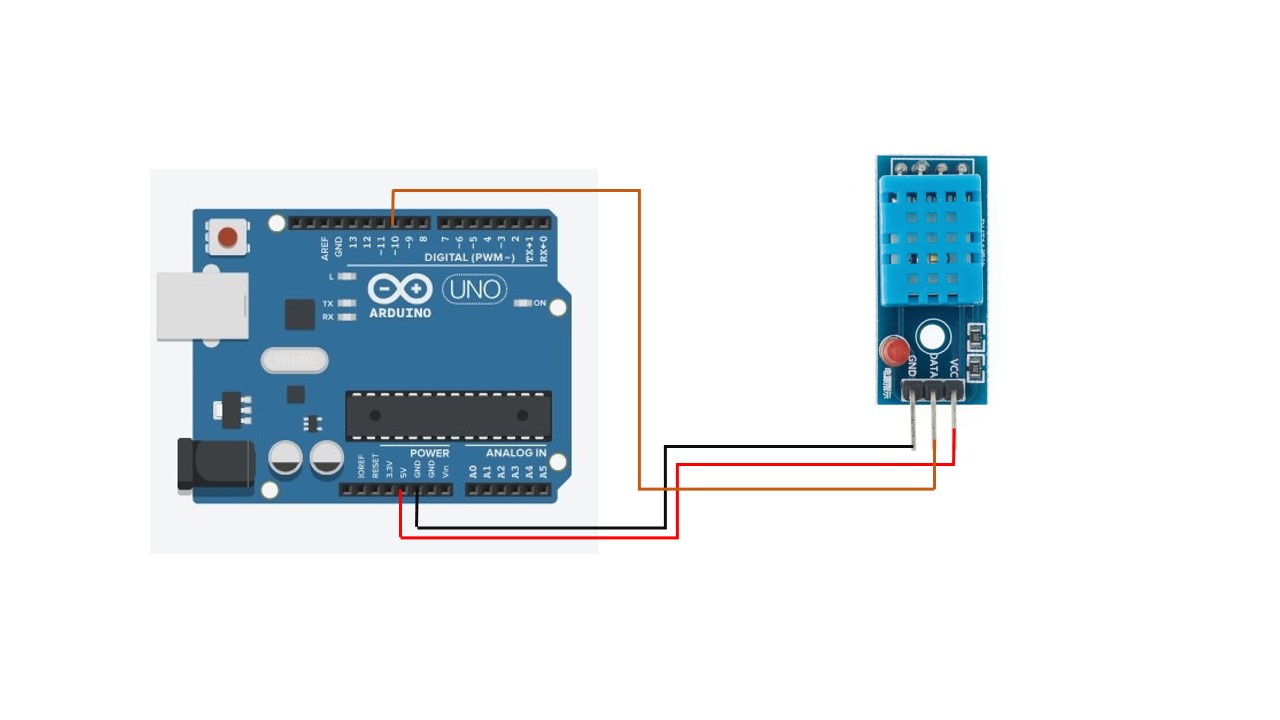 AREF
GND
13
12
~11
~10
~9
8
7
~6
~5
4
~3
2
TX→1
RX←0
DIGITAL (PWM~)
L
TX
RX
ARDUINO
UNO
ON
POWER
ANALOG IN
IOREF
RESET
3.3V
5V
GND
GND
Vin
A0
A1
A2
A3
A4
A5
GND
DATA
VCC